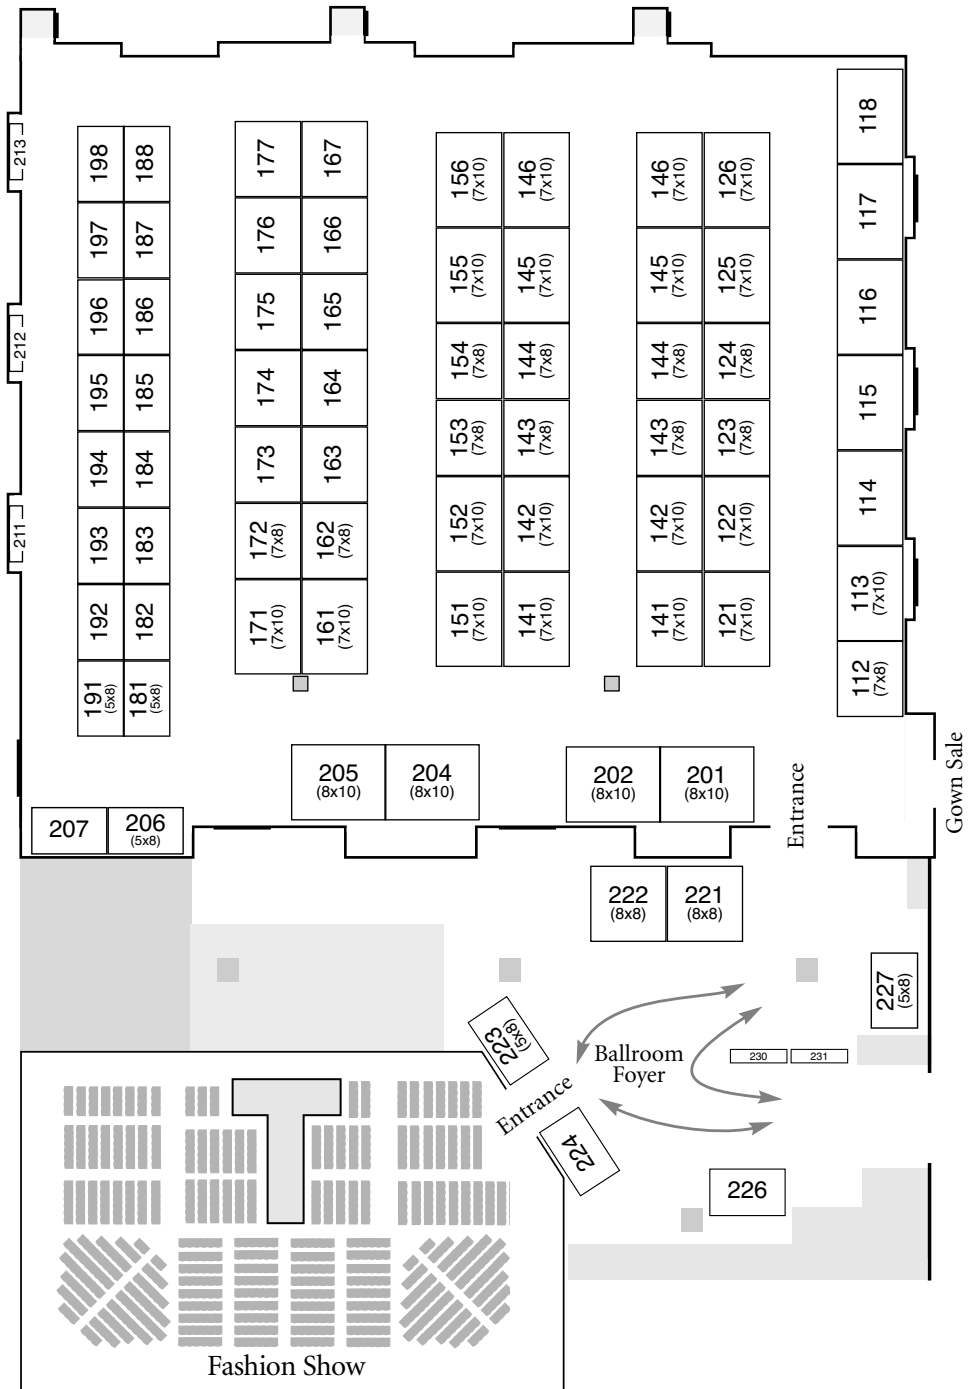 118
117
116
115
114
113
(7x10)
112
(7x8)
213
212
211
198
188
197
187
196
186
195
185
194
184
193
183
192
182
191
(5x8)
181
(5x8)
177
167
176
166
175
165
174
164
173
163
172
(7x8)
162
(7x8)
171
(7x10)
161
(7x10)
156
(7x10)
146
(7x10)
155
(7x10)
145
(7x10)
154
(7x8)
144
(7x8)
153
(7x8)
143
(7x8)
152
(7x10)
142
(7x10)
151
(7x10)
141
(7x10)
146
(7x10)
126
(7x10)
145
(7x10)
125
(7x10)
144
(7x8)
124
(7x8)
143
(7x8)
123
(7x8)
142
(7x10)
122
(7x10)
141
(7x10)
121
(7x10)
205
(8x10)
204
(8x10)
202
(8x10)
201
(8x10)
Entrance
Gown Sale
207
206
(5x8)
222
(8x8)
221
(8x8)
227
(5x8)
223
(5x8)
Ballroom
Foyer
230
231
Entrance
224
226
Fashion Show